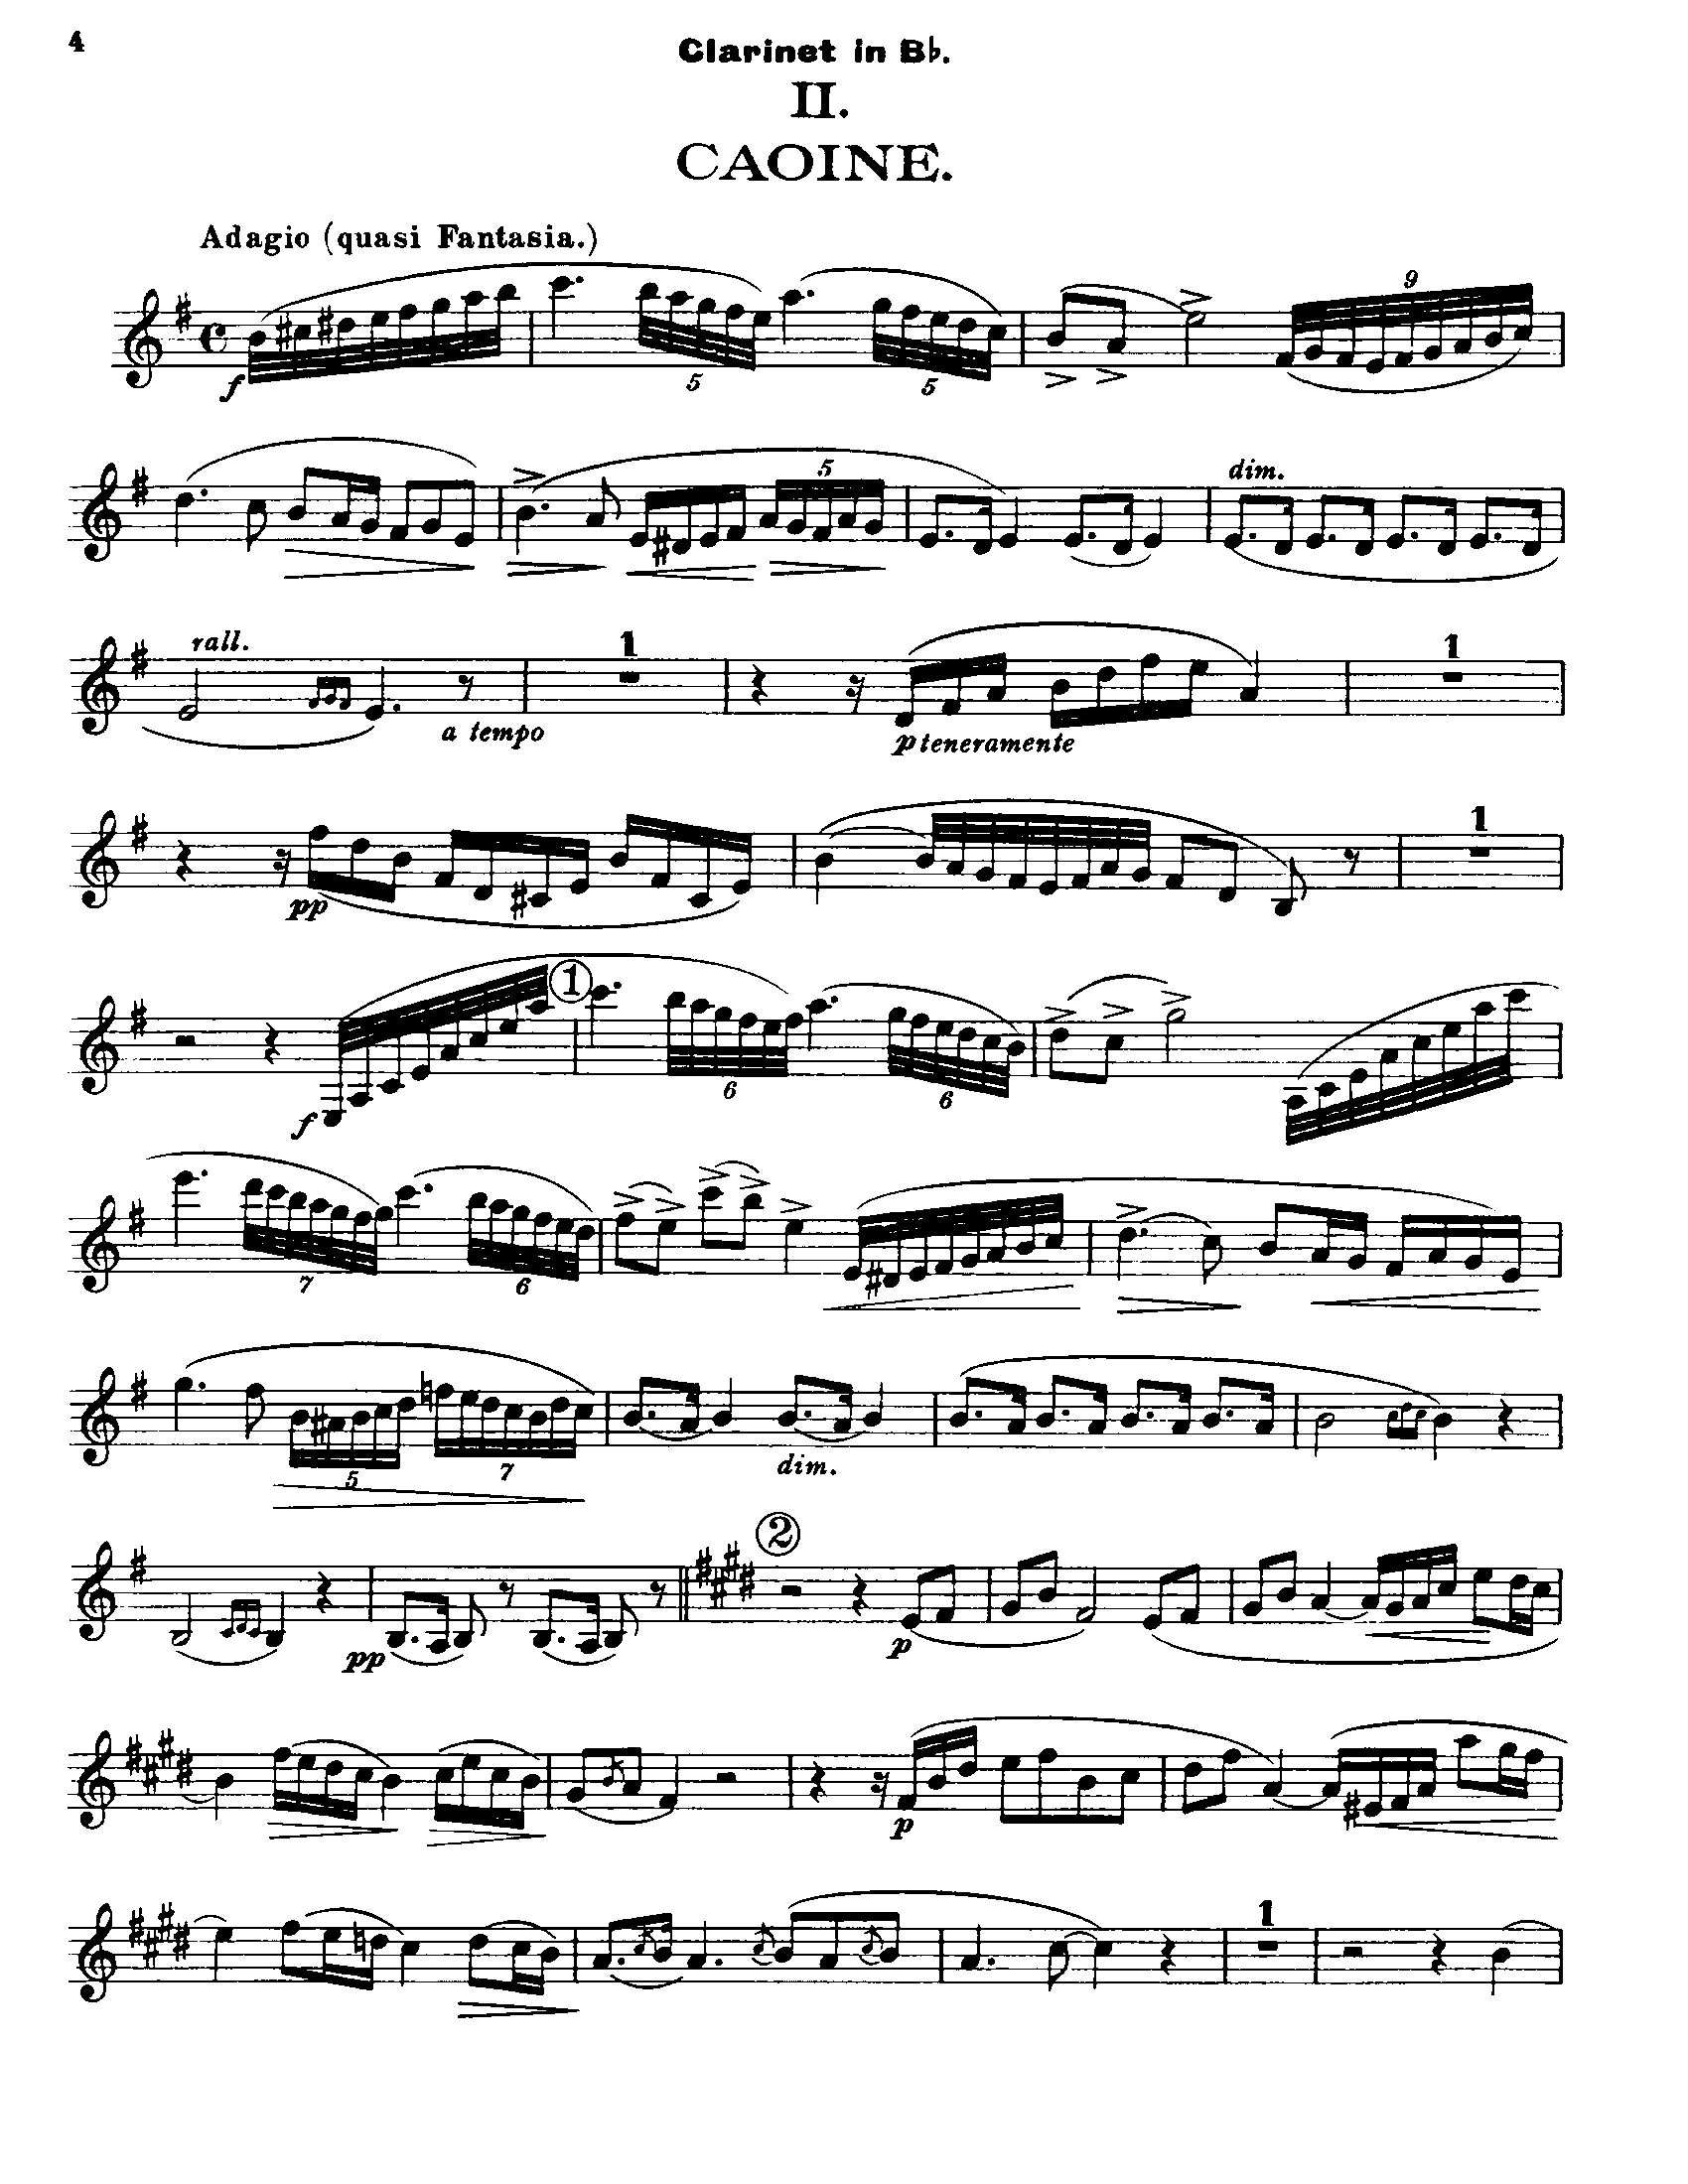 4
Clarinet in B♭.
II.
CAOINE.
Adagio (quasi Fantasia.)
9
f
5
5
dim.
5
rall.
1
1
a tempo
p teneramente
1
pp
1
f
6
6
7
6
5
7
dim.
2
pp
p
p
1